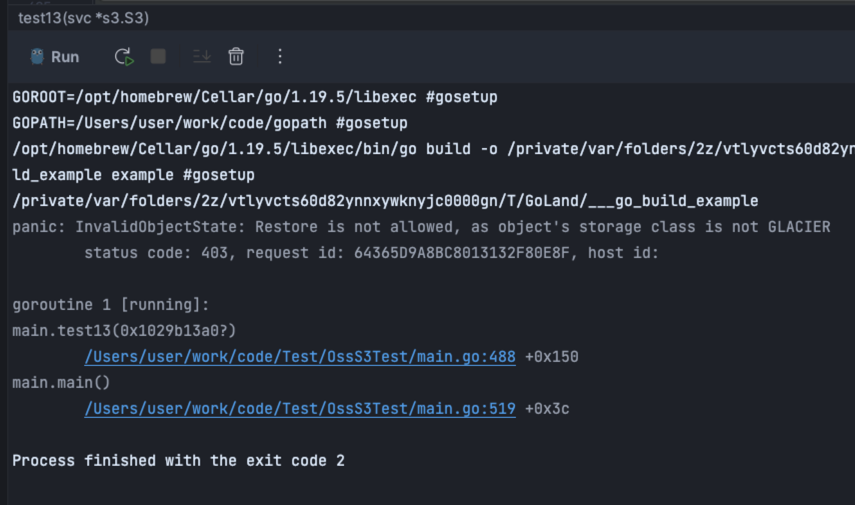 test13(svc *s3.S3)
Run
GOROOT=/opt/homebrew/Cellar/go/1.19.5/libexec #gosetup
GOPATH=/Users/user/work/code/gopath #gosetup
/opt/homebrew/Cellar/go/1.19.5/libexec/bin/go build -o /private/var/folders/2z/vtlyvcts60d82yn
ld_example example #gosetup
/private/var/folders/2z/vtlyvcts60d82ynnxywknyjc0000gn/T/GoLand/___go_build_example
panic: InvalidObjectState: Restore is not allowed, as object's storage class is not GLACIER
status code: 403, request id: 64365D9A8BC8013132F80E8F, host id:
goroutine 1 [running]:
main.test13(0x1029b13a0?)
/Users/user/work/code/Test/OssS3Test/main.go:488 +0x150
main.main()
/Users/user/work/code/Test/OssS3Test/main.go:519 +0x3c
Process finished with the exit code 2